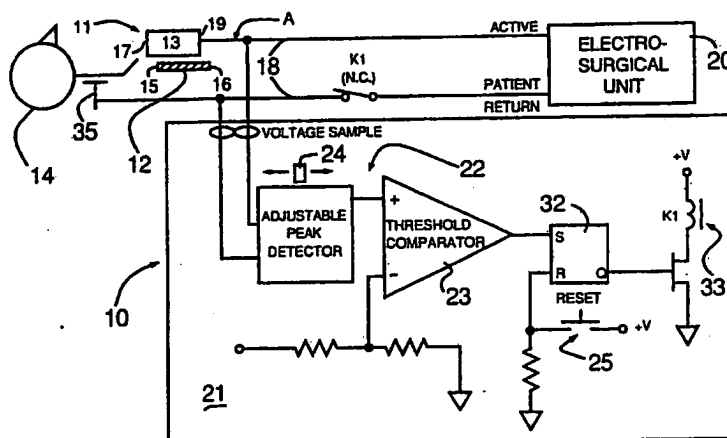 11
19
A
ACTIVE
17
13
18
K1
(N.C.)
ELECTRO-
SURGICAL
UNIT
20
15
16
PATIENT
RETURN
35
14
12
VOLTAGE SAMPLE
24
22
+V
ADJUSTABLE
PEAK
DETECTOR
+
THRESHOLD
COMPARATOR
−
23
32
S
R
Q
K1
33
RESET
+V
25
10
21